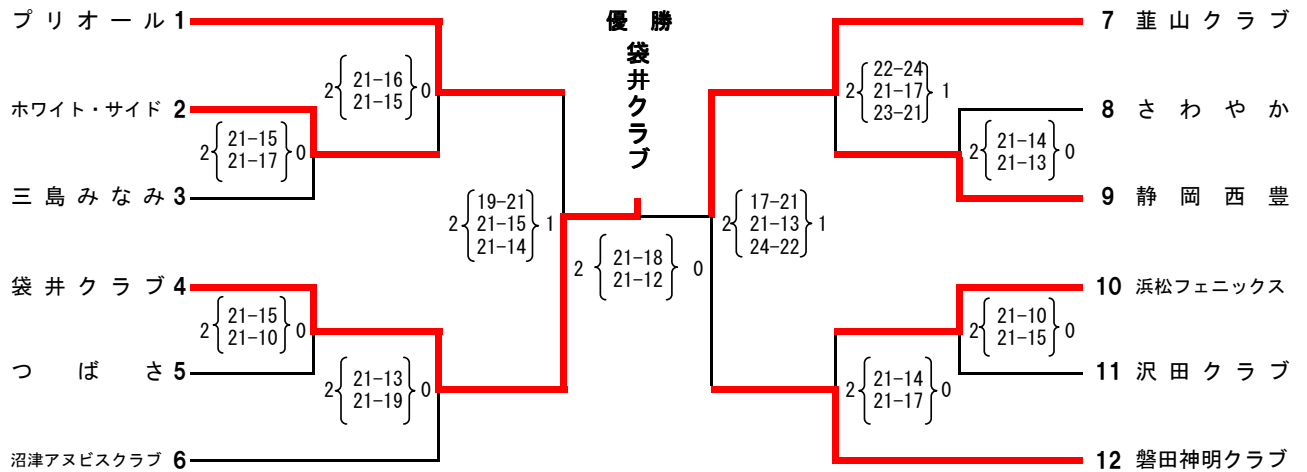 優勝
袋井クラブ
プリオール 1
2 21-16 0
21-15
ホワイト・サイド 2
2 21-15 0
21-17
三島みなみ 3
2 19-21 1
21-15
21-14
袋井クラブ 4
2 21-15 0
21-10
つばさ 5
2 21-13 0
21-19
沼津アヌビスクラブ 6
2 21-18 0
21-12
7 韮山クラブ
2 22-24 1
21-17
23-21
8 さわやか
2 21-14 0
21-13
9 静岡西豊
2 17-21 1
21-13
24-22
10 浜松フェニックス
2 21-10 0
21-15
11 沢田クラブ
2 21-14 0
21-17
12 磐田神明クラブ